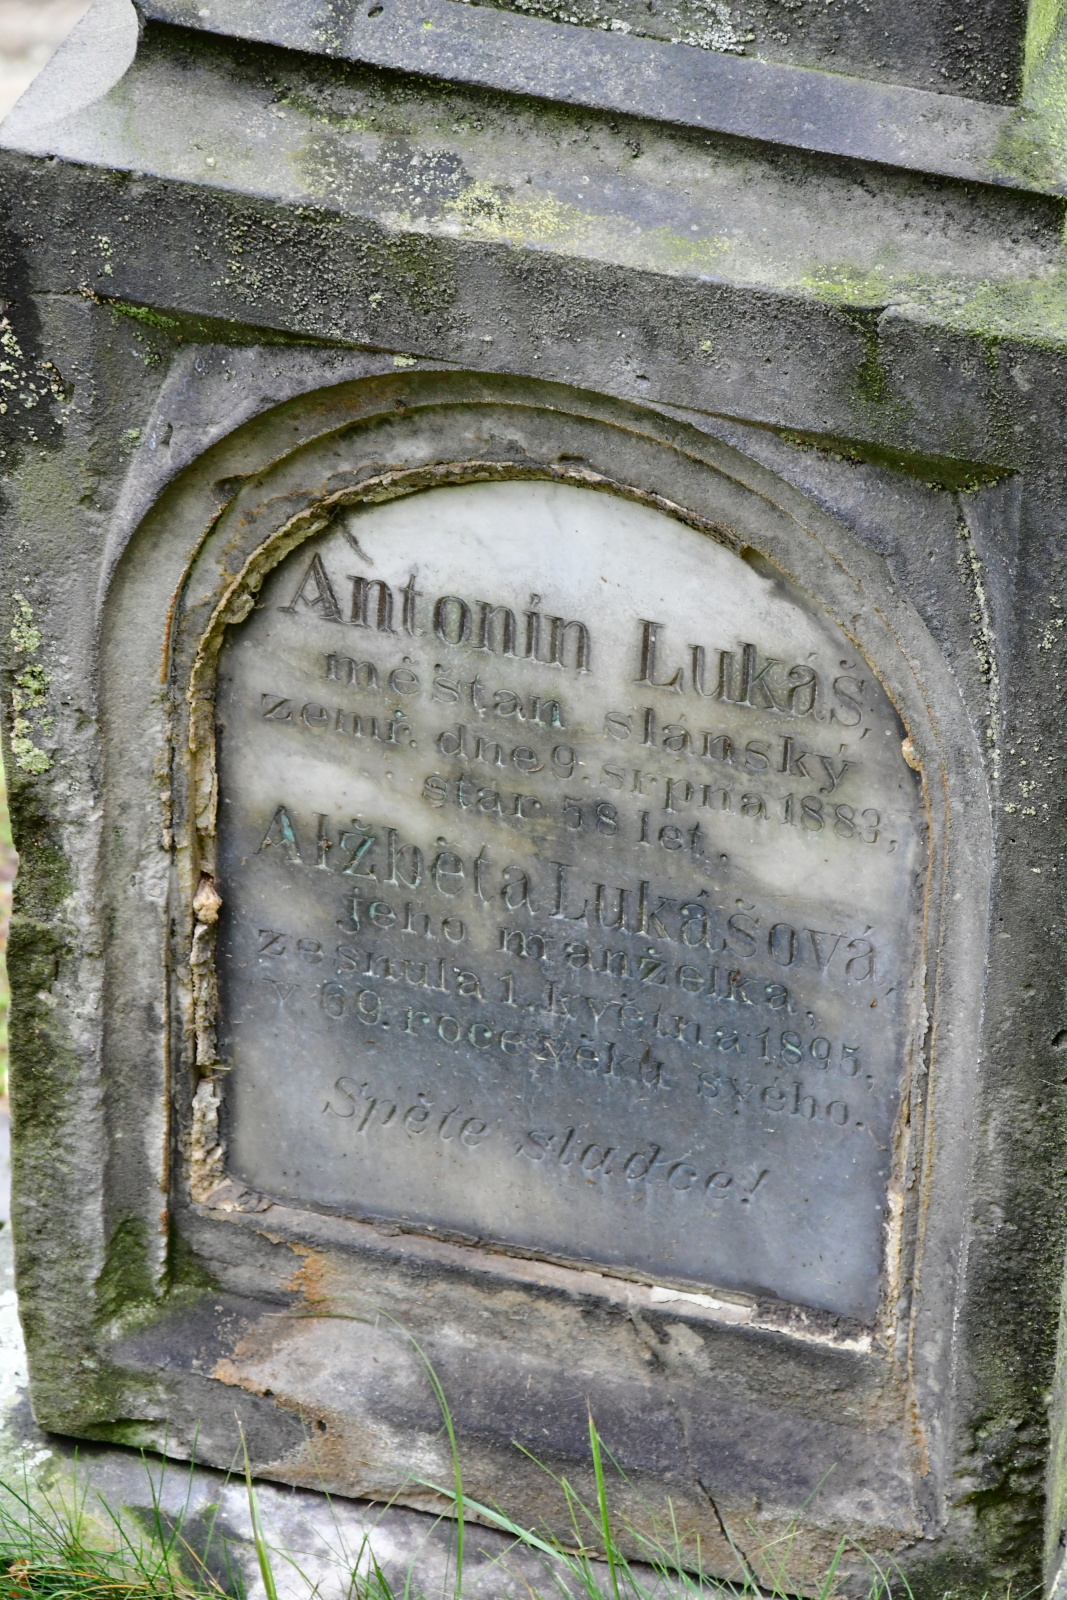 Antonín Lukáš,
měšťan slánský
zemř. dne 9. srpna 1883,
stár 58 let.
Alžběta Lukášová,
jeho manželka,
zesnula 1. května 1895,
v 69. roce věku svého.
Spěte sladce!